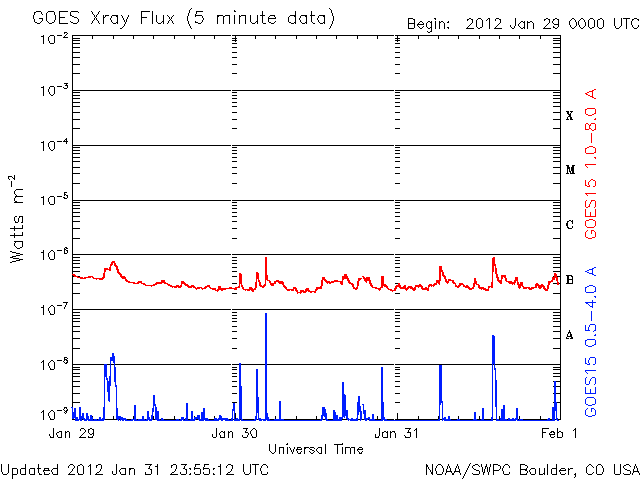 GOES Xray Flux (5 minute data)
Begin: 2012 Jan 29 0000 UTC
10⁻²
10⁻³
10⁻⁴
10⁻⁵
10⁻⁶
10⁻⁷
10⁻⁸
10⁻⁹
Watts m⁻²
X
M
C
B
A
GOES15 1.0–8.0 A
GOES15 0.5–4.0 A
Jan 29
Jan 30
Jan 31
Feb 1
Universal Time
Updated 2012 Jan 31 23:55:12 UTC
NOAA/SWPC Boulder, CO USA